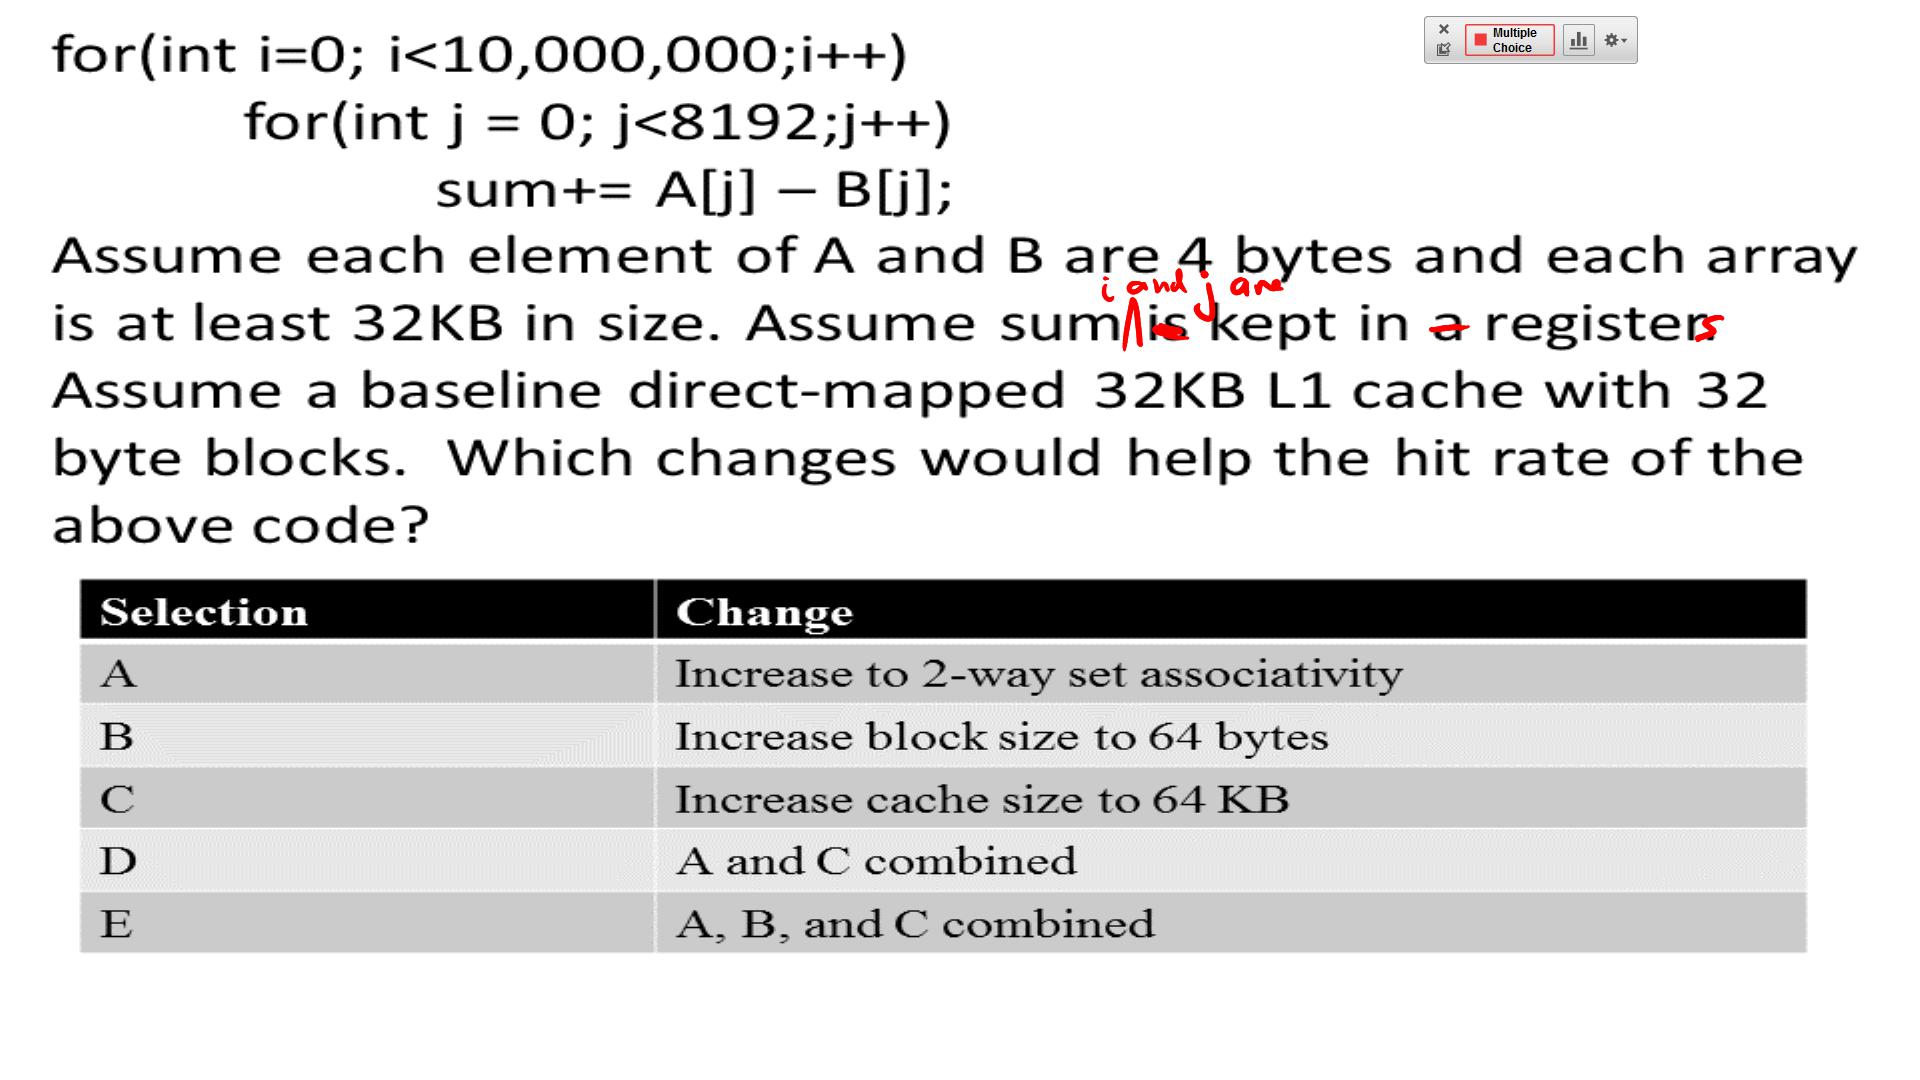 for(int i=0; i<10,000,000;i++)
Multiple
Choice
for(int j = 0; j<8192;j++)
sum+= A[j] – B[j];
Assume each element of A and B are 4 bytes and each array
i and j are
is at least 32KB in size. Assume sum is kept in a registers
Assume a baseline direct-mapped 32KB L1 cache with 32
byte blocks. Which changes would help the hit rate of the
above code?
Selection Change
A Increase to 2-way set associativity
B Increase block size to 64 bytes
C Increase cache size to 64 KB
D A and C combined
E A, B, and C combined